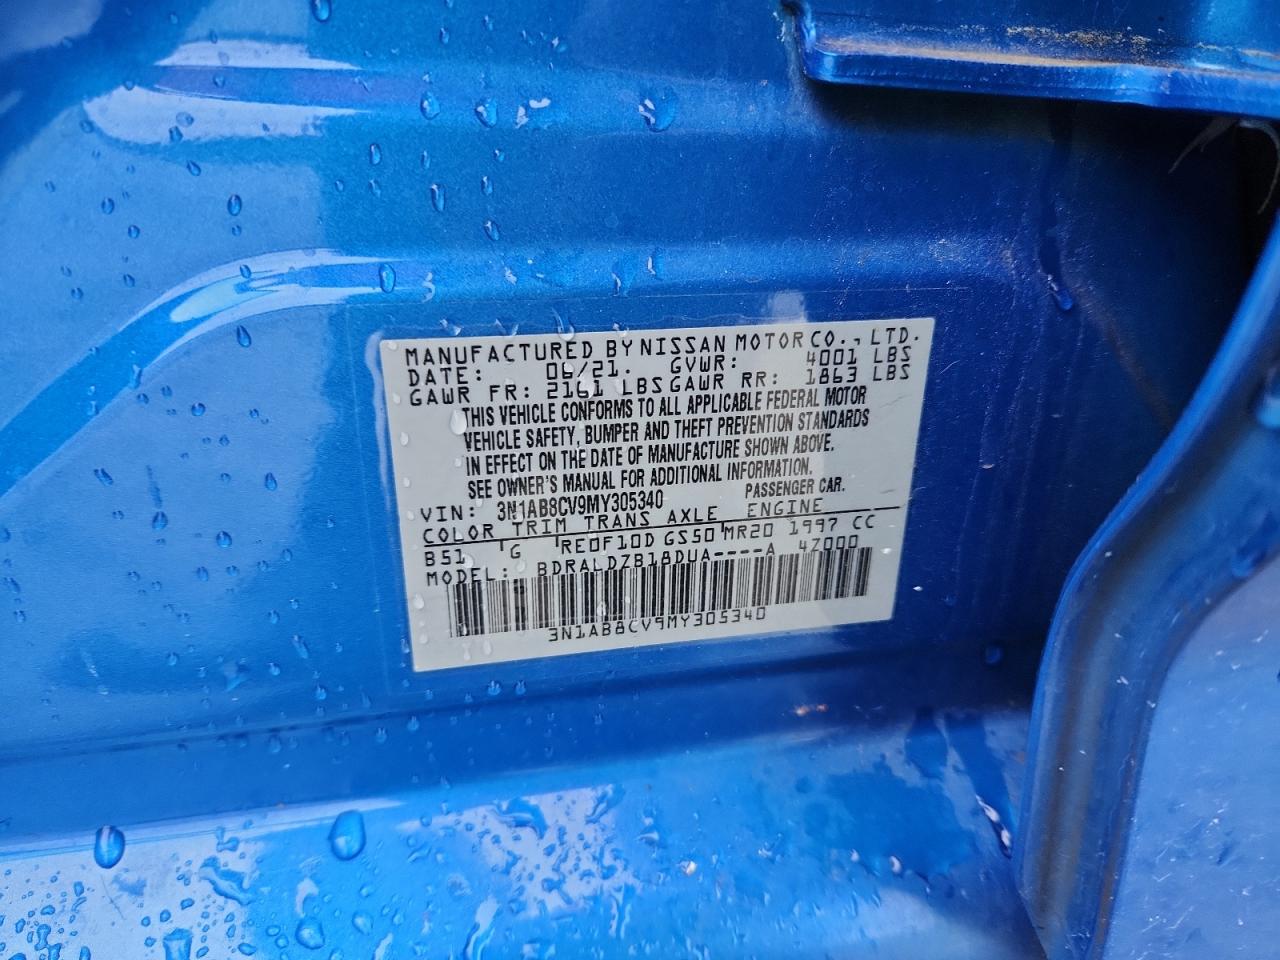 MANUFACTURED BY NISSAN MOTOR CO., LTD.
DATE: 06/21. GVWR: 4001 LBS
GAWR FR: 2161 LBS GAWR RR: 1863 LBS
THIS VEHICLE CONFORMS TO ALL APPLICABLE FEDERAL MOTOR
VEHICLE SAFETY, BUMPER AND THEFT PREVENTION STANDARDS
IN EFFECT ON THE DATE OF MANUFACTURE SHOWN ABOVE.
SEE OWNER'S MANUAL FOR ADDITIONAL INFORMATION.
VIN: 3N1AB8CV9MY305340 PASSENGER CAR.
COLOR TRIM TRANS AXLE ENGINE
B51 G RE0F10D GS50 MR20 1997 CC
MODEL: BDRALDZB18DUA----A 4Z000
3N1AB8CV9MY305340